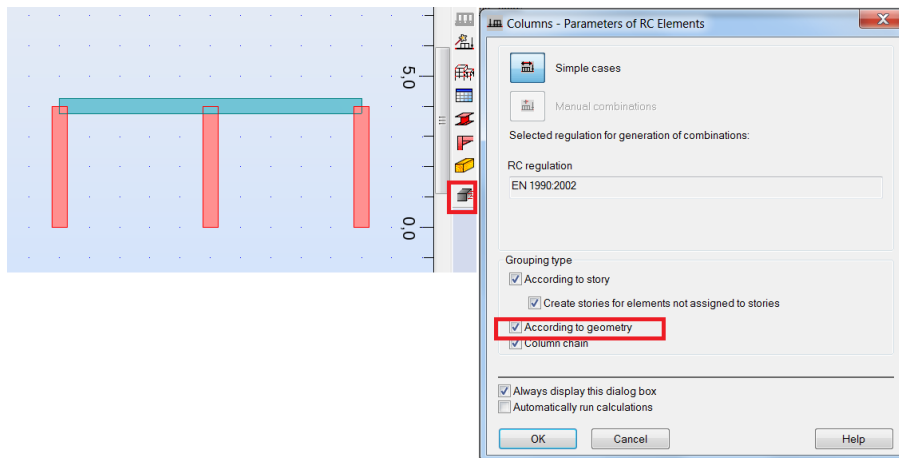 5,0
0,0
Columns - Parameters of RC Elements
X
Simple cases
Manual combinations
Selected regulation for generation of combinations:
RC regulation
EN 1990:2002
Grouping type
According to story
Create stories for elements not assigned to stories
According to geometry
Column chain
Always display this dialog box
Automatically run calculations
OK Cancel Help